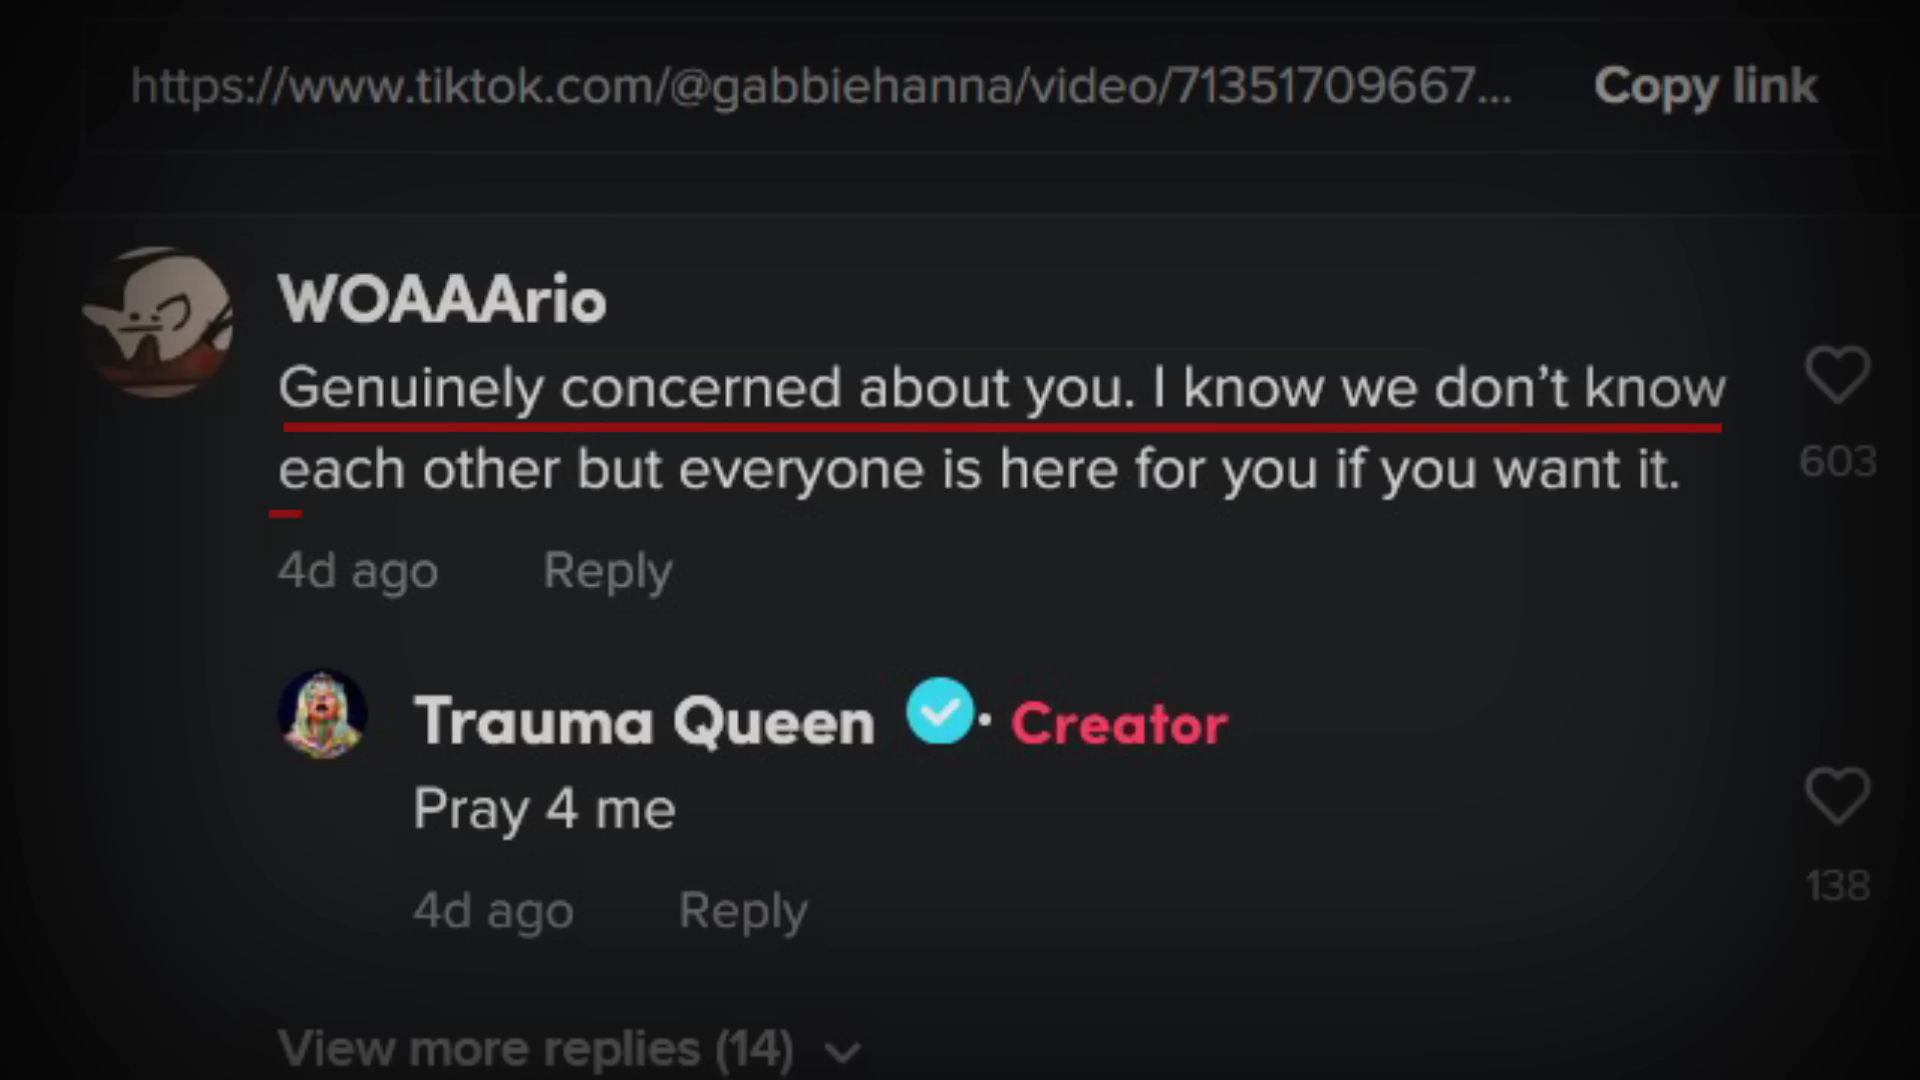 https://www.tiktok.com/@gabbiehanna/video/71351709667... Copy link
WOAAArio
Genuinely concerned about you. I know we don’t know
each other but everyone is here for you if you want it.
603
4d ago Reply
Trauma Queen · Creator
Pray 4 me
138
4d ago Reply
View more replies (14)